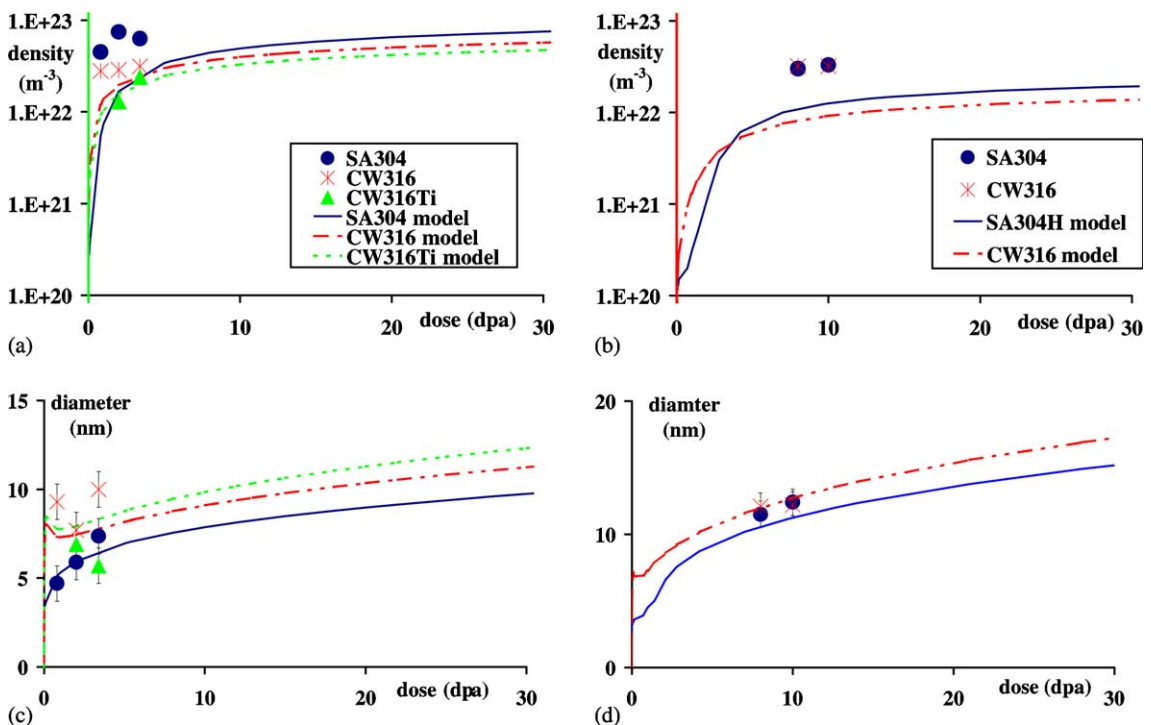 1.E+23
density
(m-3)
1.E+22
1.E+21
1.E+20
0 10 20 30
dose (dpa)
SA304
CW316
CW316Ti
SA304 model
CW316 model
CW316Ti model
(a)
1.E+23
density
(m-3)
1.E+22
1.E+21
1.E+20
0 10 20 30
dose (dpa)
SA304
CW316
SA304H model
CW316 model
(b)
15
diameter
(nm)
10
5
0
0 10 20 30
dose (dpa)
(c)
20
diamter
(nm)
10
0
0 10 20 30
dose (dpa)
(d)